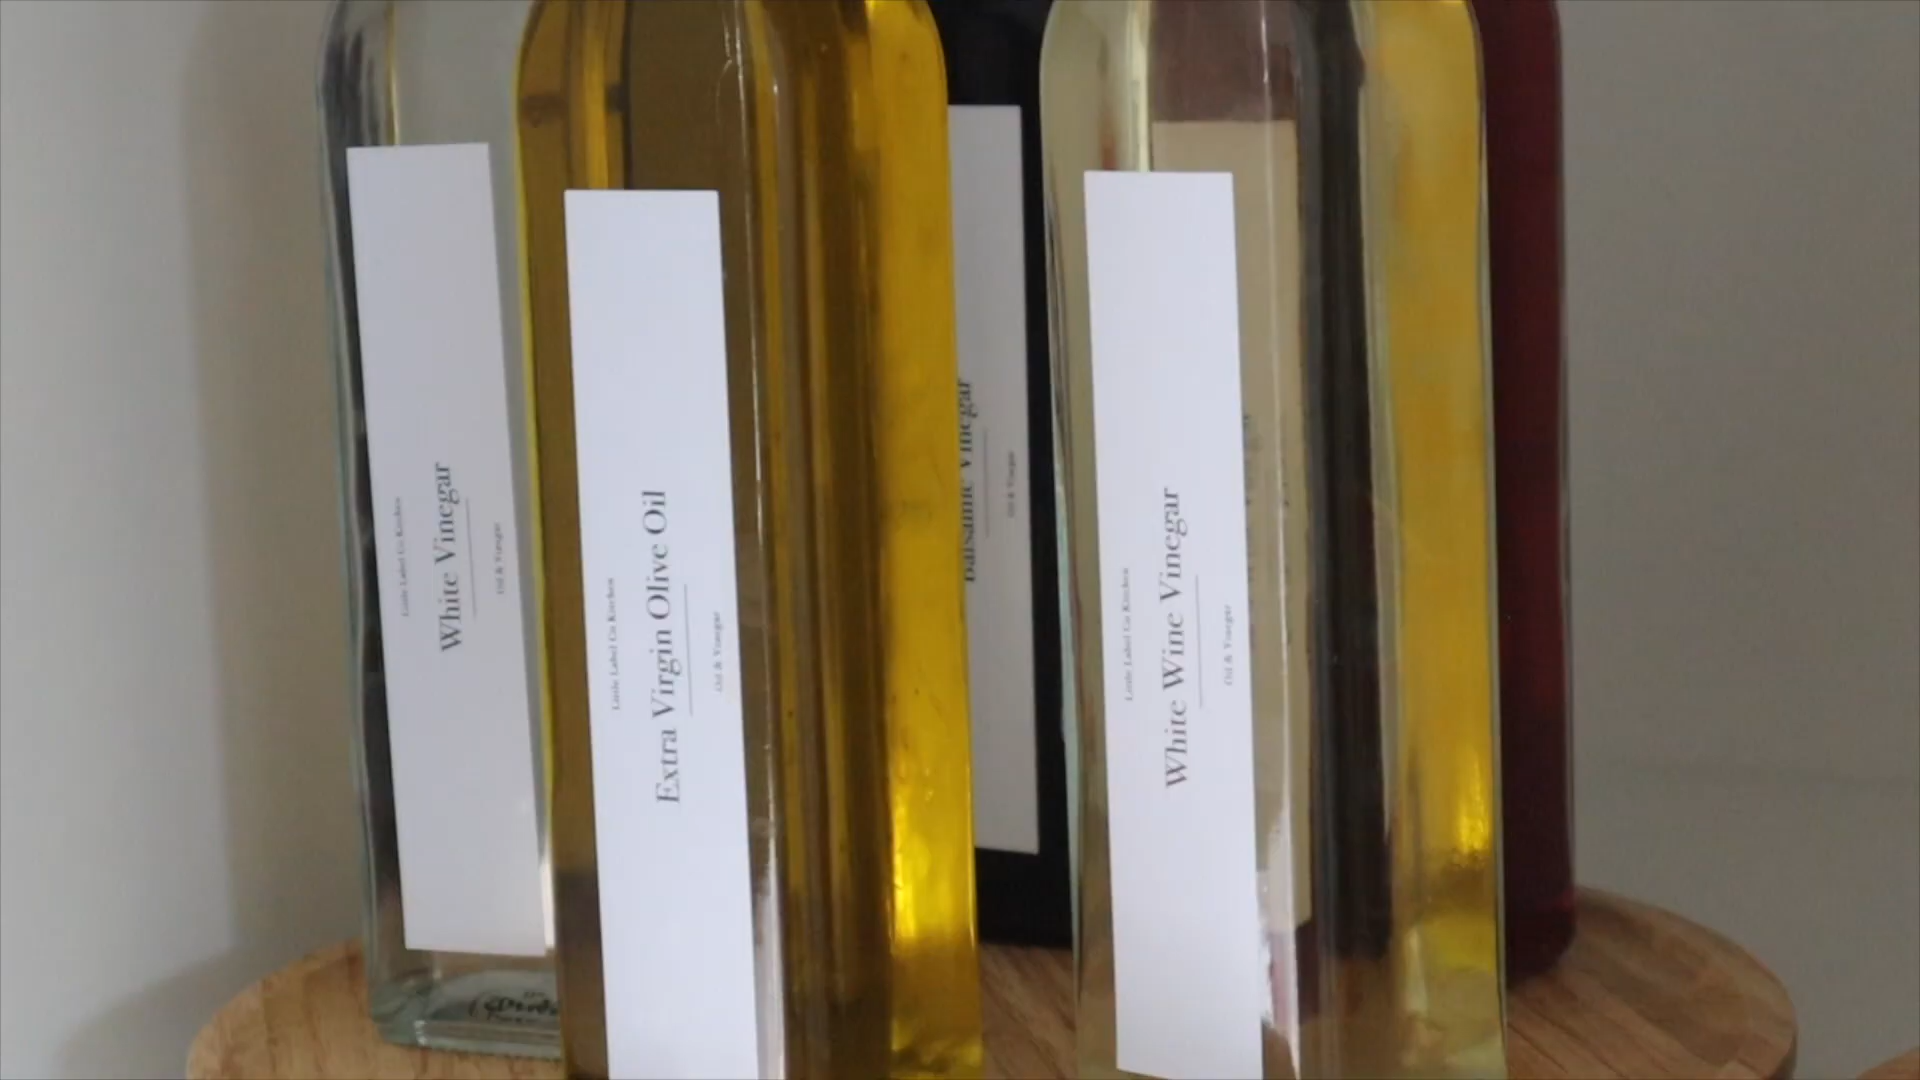 Little Label Co Kitchen
White Vinegar
Oil & Vinegar
Little Label Co Kitchen
Extra Virgin Olive Oil
Oil & Vinegar
Balsamic Vinegar
Oil & Vinegar
Little Label Co Kitchen
White Wine Vinegar
Oil & Vinegar